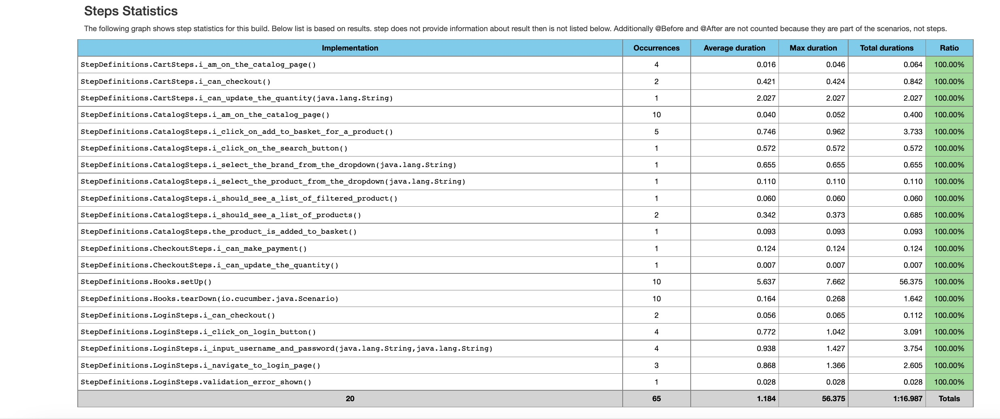 Steps Statistics
The following graph shows step statistics for this build. Below list is based on results. step does not provide information about result then is not listed below. Additionally @Before and @After are not counted because they are part of the scenarios, not steps.
Implementation Occurrences Average duration Max duration Total durations Ratio
StepDefinitions.CartSteps.i_am_on_the_catalog_page() 4 0.016 0.046 0.064 100.00%
StepDefinitions.CartSteps.i_can_checkout() 2 0.421 0.424 0.842 100.00%
StepDefinitions.CartSteps.i_can_update_the_quantity(java.lang.String) 1 2.027 2.027 2.027 100.00%
StepDefinitions.CatalogSteps.i_am_on_the_catalog_page() 10 0.040 0.052 0.400 100.00%
StepDefinitions.CatalogSteps.i_click_on_add_to_basket_for_a_product() 5 0.746 0.962 3.733 100.00%
StepDefinitions.CatalogSteps.i_click_on_the_search_button() 1 0.572 0.572 0.572 100.00%
StepDefinitions.CatalogSteps.i_select_the_brand_from_the_dropdown(java.lang.String) 1 0.655 0.655 0.655 100.00%
StepDefinitions.CatalogSteps.i_select_the_product_from_the_dropdown(java.lang.String) 1 0.110 0.110 0.110 100.00%
StepDefinitions.CatalogSteps.i_should_see_a_list_of_filtered_product() 1 0.060 0.060 0.060 100.00%
StepDefinitions.CatalogSteps.i_should_see_a_list_of_products() 2 0.342 0.373 0.685 100.00%
StepDefinitions.CatalogSteps.the_product_is_added_to_basket() 1 0.093 0.093 0.093 100.00%
StepDefinitions.CheckoutSteps.i_can_make_payment() 1 0.124 0.124 0.124 100.00%
StepDefinitions.CheckoutSteps.i_can_update_the_quantity() 1 0.007 0.007 0.007 100.00%
StepDefinitions.Hooks.setUp() 10 5.637 7.662 56.375 100.00%
StepDefinitions.Hooks.tearDown(io.cucumber.java.Scenario) 10 0.164 0.268 1.642 100.00%
StepDefinitions.LoginSteps.i_can_checkout() 2 0.056 0.065 0.112 100.00%
StepDefinitions.LoginSteps.i_click_on_login_button() 4 0.772 1.042 3.091 100.00%
StepDefinitions.LoginSteps.i_input_username_and_password(java.lang.String,java.lang.String) 4 0.938 1.427 3.754 100.00%
StepDefinitions.LoginSteps.i_navigate_to_login_page() 3 0.868 1.366 2.605 100.00%
StepDefinitions.LoginSteps.validation_error_shown() 1 0.028 0.028 0.028 100.00%
20 65 1.184 56.375 1:16.987 Totals